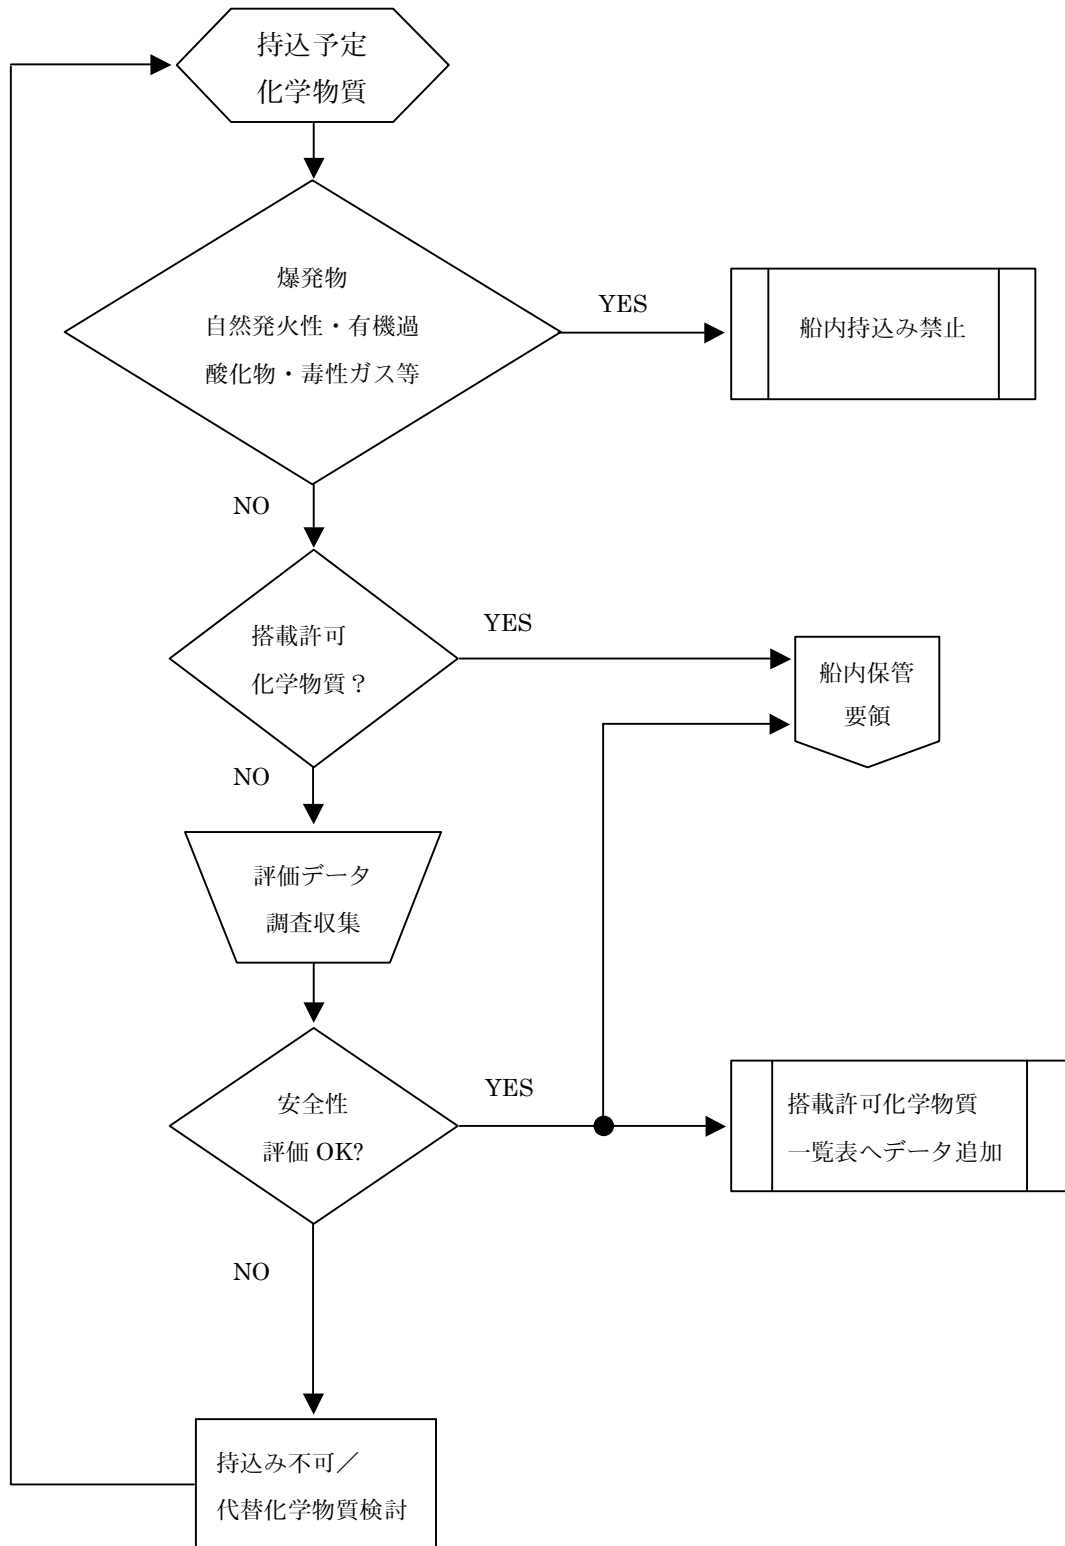 持込予定
化学物質
爆発物
自然発火性・有機過
酸化物・毒性ガス等
YES
船内持込み禁止
NO
搭載許可
化学物質？
YES
船内保管
要領
NO
評価データ
調査収集
安全性
評価 OK?
YES
搭載許可化学物質
一覧表へデータ追加
NO
持込み不可／
代替化学物質検討